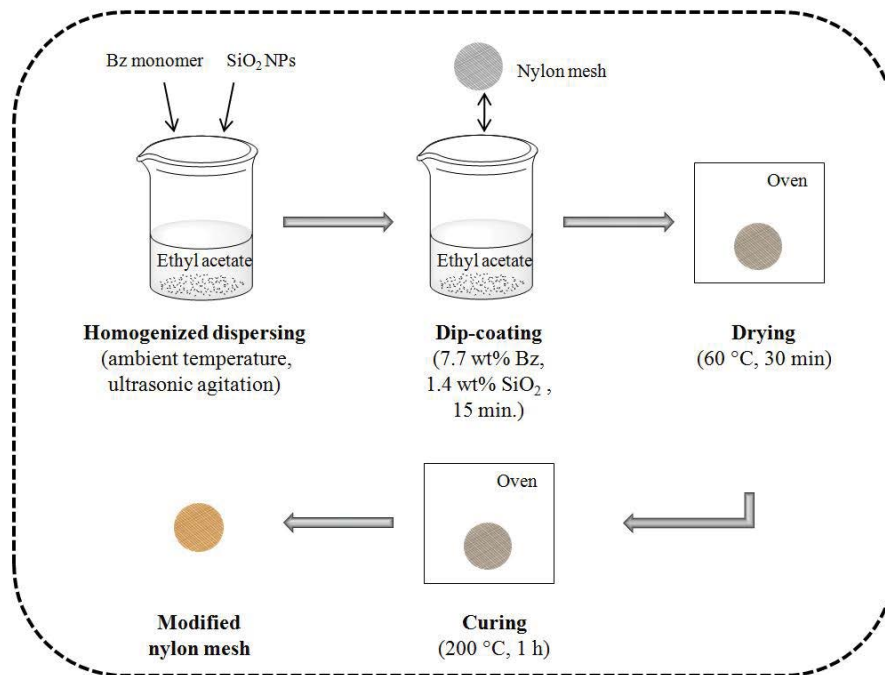 Bz monomer
SiO₂ NPs
Nylon mesh
Oven
Ethyl acetate
Ethyl acetate
Homogenized dispersing
(ambient temperature,
ultrasonic agitation)
Dip-coating
(7.7 wt% Bz,
1.4 wt% SiO₂ ,
15 min.)
Drying
(60 °C, 30 min)
Oven
Modified
nylon mesh
Curing
(200 °C, 1 h)